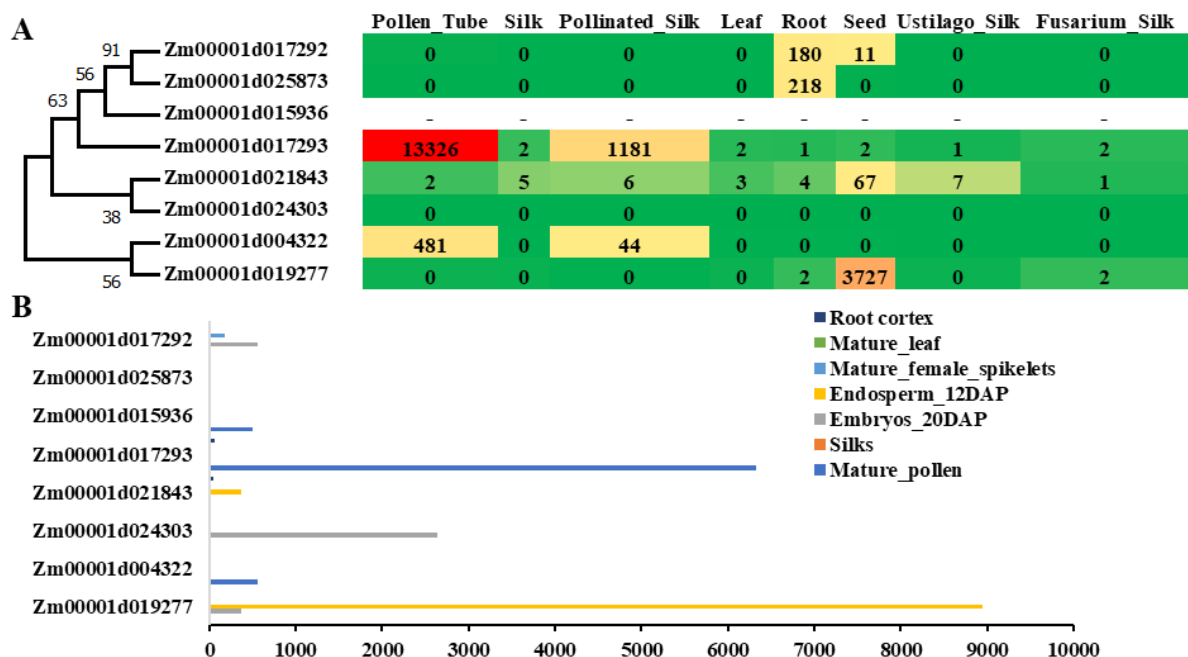 A
Pollen_Tube Silk Pollinated_Silk Leaf Root Seed Ustilago_Silk Fusarium_Silk
91 Zm00001d017292 0 0 0 0 180 11 0 0
56 Zm00001d025873 0 0 0 0 218 0 0 0
63 Zm00001d015936 - - - - - - - -
Zm00001d017293 13326 2 1181 2 1 2 1 2
Zm00001d021843 2 5 6 3 4 67 7 1
38 Zm00001d024303 0 0 0 0 0 0 0 0
Zm00001d004322 481 0 44 0 0 0 0 0
56 Zm00001d019277 0 0 0 0 2 3727 0 2
B
Zm00001d017292
Zm00001d025873
Zm00001d015936
Zm00001d017293
Zm00001d021843
Zm00001d024303
Zm00001d004322
Zm00001d019277
Root cortex
Mature_leaf
Mature_female_spikelets
Endosperm_12DAP
Embryos_20DAP
Silks
Mature_pollen
0 1000 2000 3000 4000 5000 6000 7000 8000 9000 10000